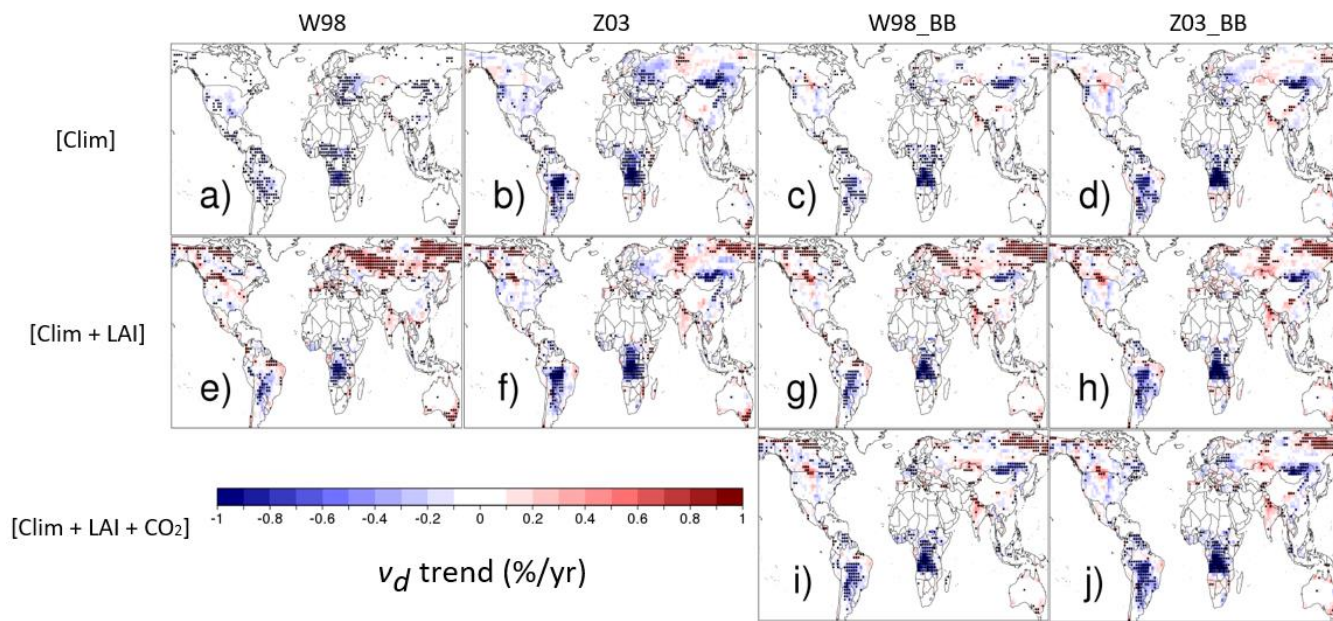 W98 Z03 W98_BB Z03_BB
[Clim]
a) b) c) d)
[Clim + LAI]
e) f) g) h)
[Clim + LAI + CO₂]
-1 -0.8 -0.6 -0.4 -0.2 0 0.2 0.4 0.6 0.8 1
v_d trend (%/yr)
i) j)